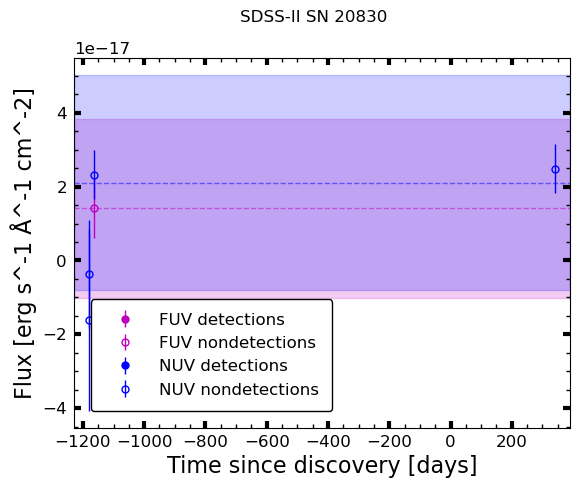 SDSS-II SN 20830
1e−17
4
2
0
−2
−4
Flux [erg s^-1 Å^-1 cm^-2]
FUV detections
FUV nondetections
NUV detections
NUV nondetections
−1200 −1000 −800 −600 −400 −200 0 200
Time since discovery [days]